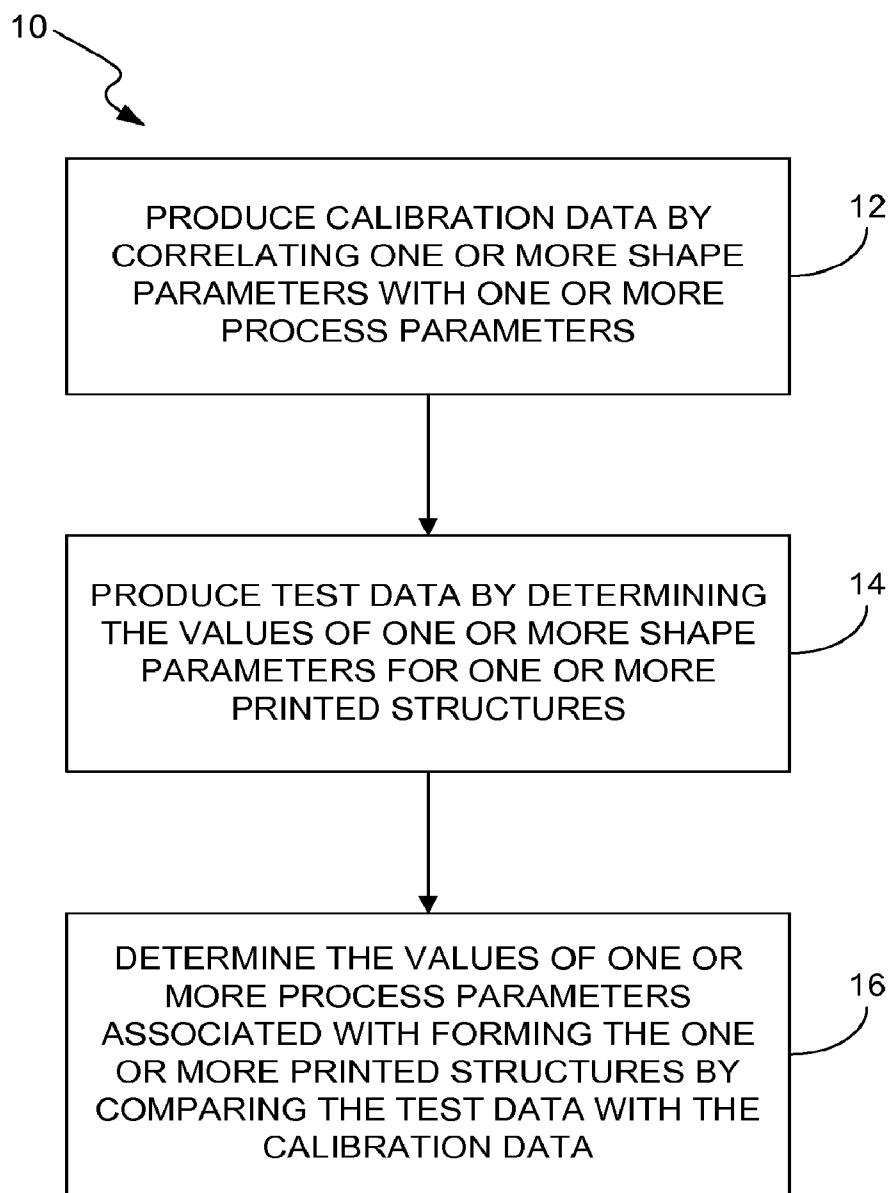 10
PRODUCE CALIBRATION DATA BY
CORRELATING ONE OR MORE SHAPE
PARAMETERS WITH ONE OR MORE
PROCESS PARAMETERS
12
PRODUCE TEST DATA BY DETERMINING
THE VALUES OF ONE OR MORE SHAPE
PARAMETERS FOR ONE OR MORE
PRINTED STRUCTURES
14
DETERMINE THE VALUES OF ONE OR
MORE PROCESS PARAMETERS
ASSOCIATED WITH FORMING THE ONE
OR MORE PRINTED STRUCTURES BY
COMPARING THE TEST DATA WITH THE
CALIBRATION DATA
16